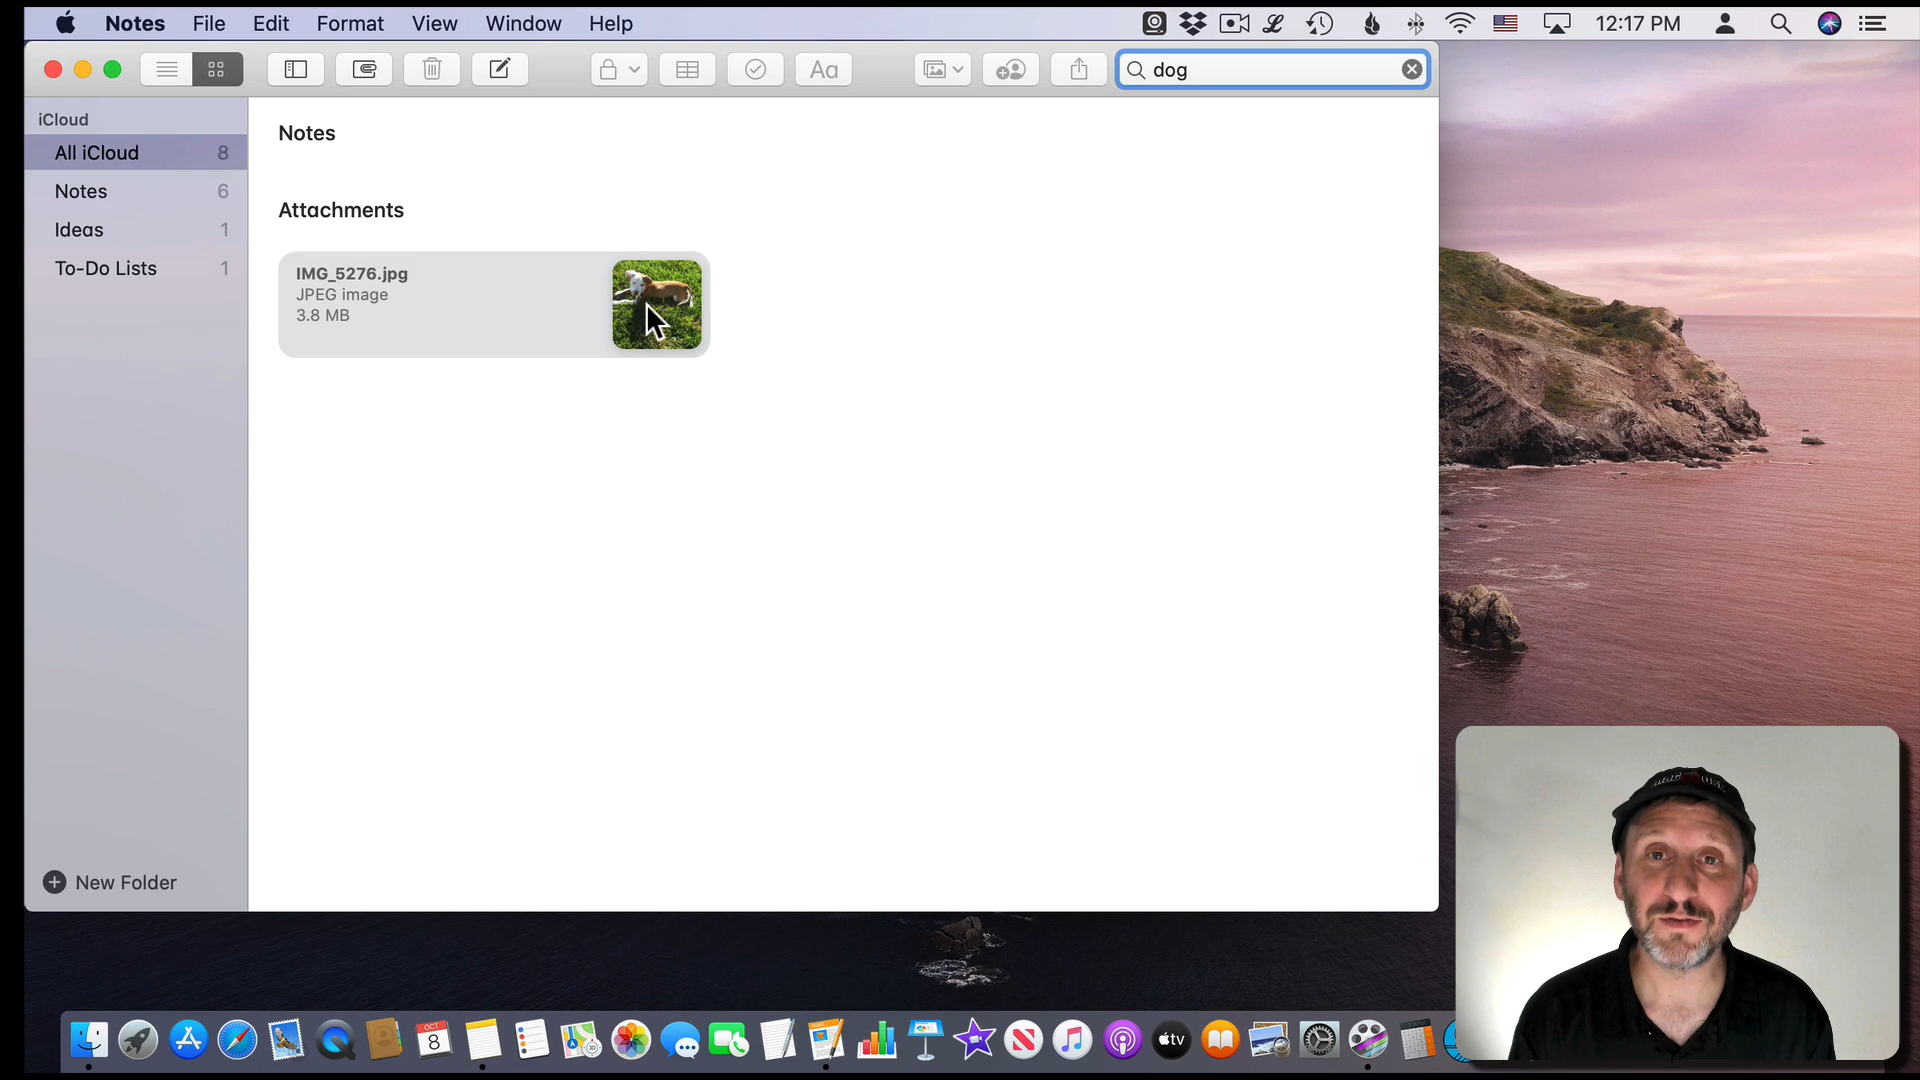 Notes File Edit Format View Window Help 12:17 PM
Aa dog
iCloud
All iCloud 8
Notes 6
Ideas 1
To-Do Lists 1
Notes
Attachments
IMG_5276.jpg
JPEG image
3.8 MB
New Folder
OCT
8
tv